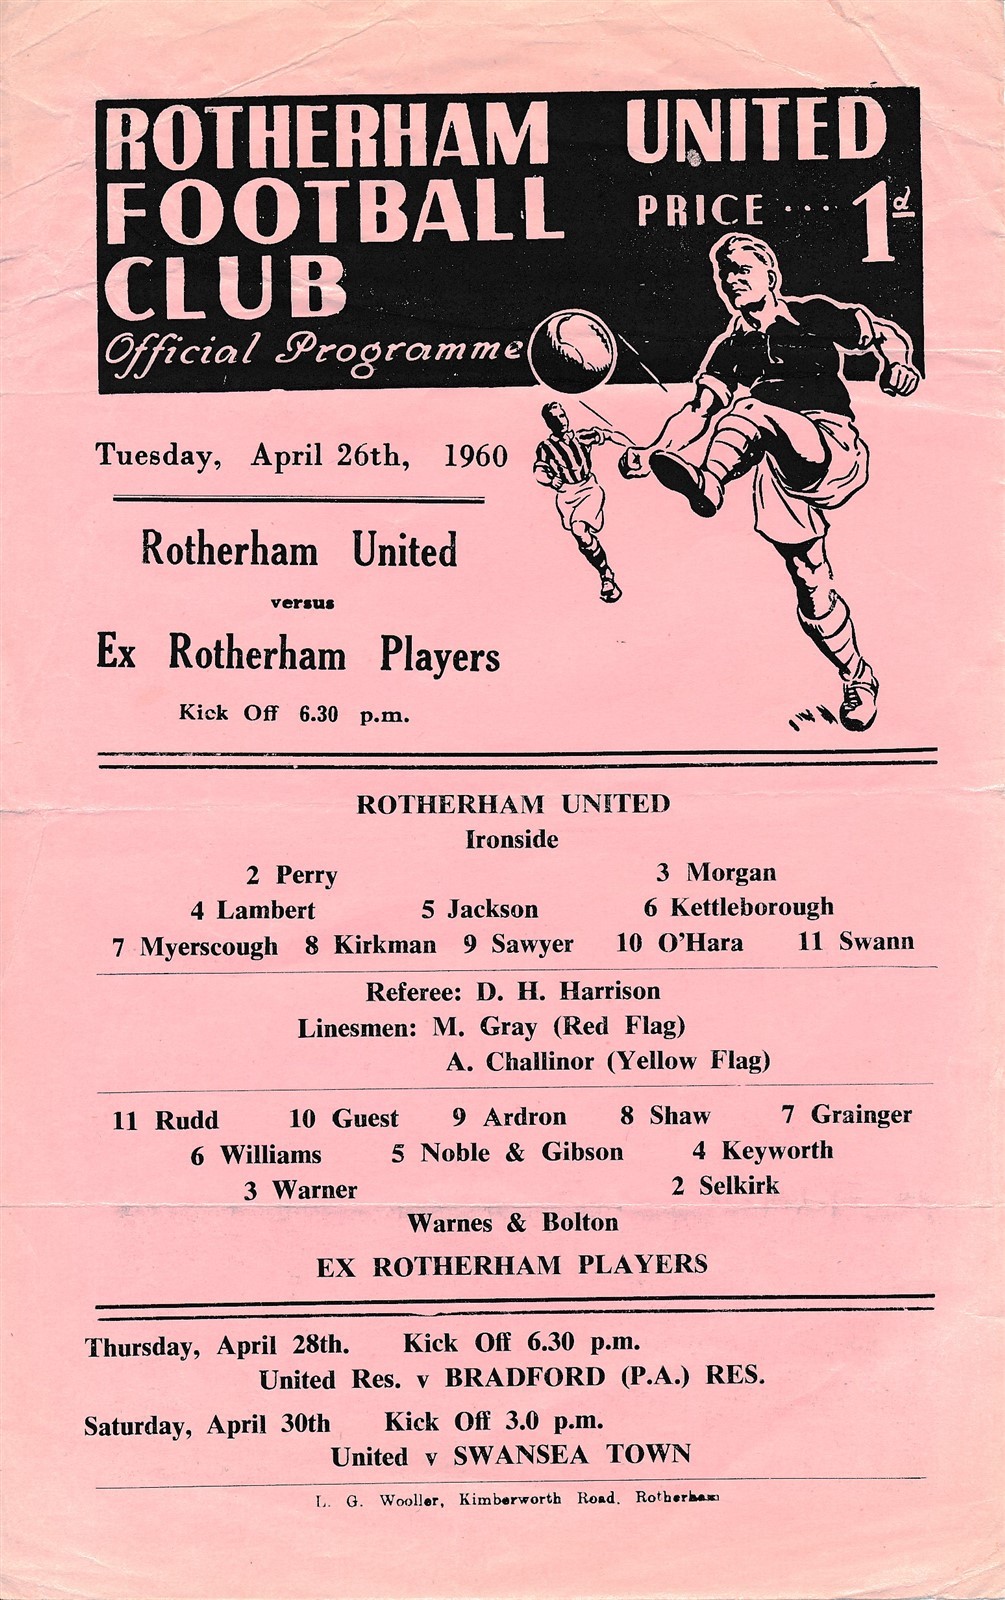 ROTHERHAM UNITED
FOOTBALL
PRICE ... 1d
CLUB
Official Programme
Tuesday, April 26th, 1960
Rotherham United
versus
Ex Rotherham Players
Kick Off 6.30 p.m.
ROTHERHAM UNITED
Ironside
2 Perry 3 Morgan
4 Lambert 5 Jackson 6 Kettleborough
7 Myerscough 8 Kirkman 9 Sawyer 10 O'Hara 11 Swann
Referee: D. H. Harrison
Linesmen: M. Gray (Red Flag)
A. Challinor (Yellow Flag)
11 Rudd 10 Guest 9 Ardron 8 Shaw 7 Grainger
6 Williams 5 Noble & Gibson 4 Keyworth
3 Warner 2 Selkirk
Warnes & Bolton
EX ROTHERHAM PLAYERS
Thursday, April 28th. Kick Off 6.30 p.m.
United Res. v BRADFORD (P.A.) RES.
Saturday, April 30th Kick Off 3.0 p.m.
United v SWANSEA TOWN
L. G. Wooller, Kimberworth Road, Rotherham